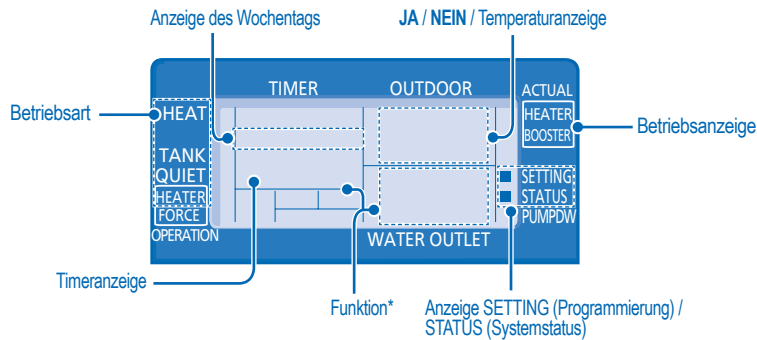 Anzeige des Wochentags
JA / NEIN / Temperaturanzeige
TIMER
OUTDOOR
ACTUAL
Betriebsart
HEAT
HEATER
BOOSTER
Betriebsanzeige
TANK
QUIET
HEATER
FORCE
OPERATION
SETTING
STATUS
PUMPDW
WATER OUTLET
Timeranzeige
Funktion*
Anzeige SETTING (Programmierung) /
STATUS (Systemstatus)